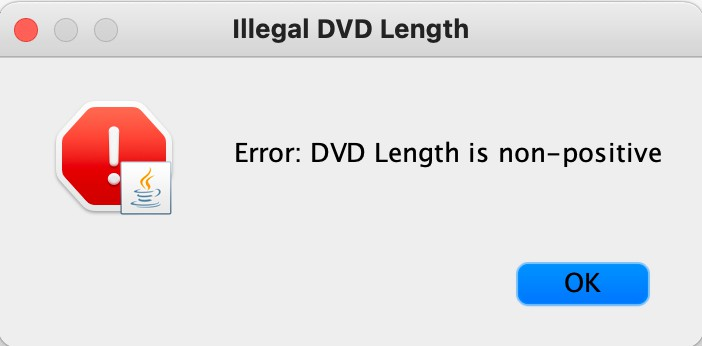 Illegal DVD Length
Error: DVD Length is non-positive
OK